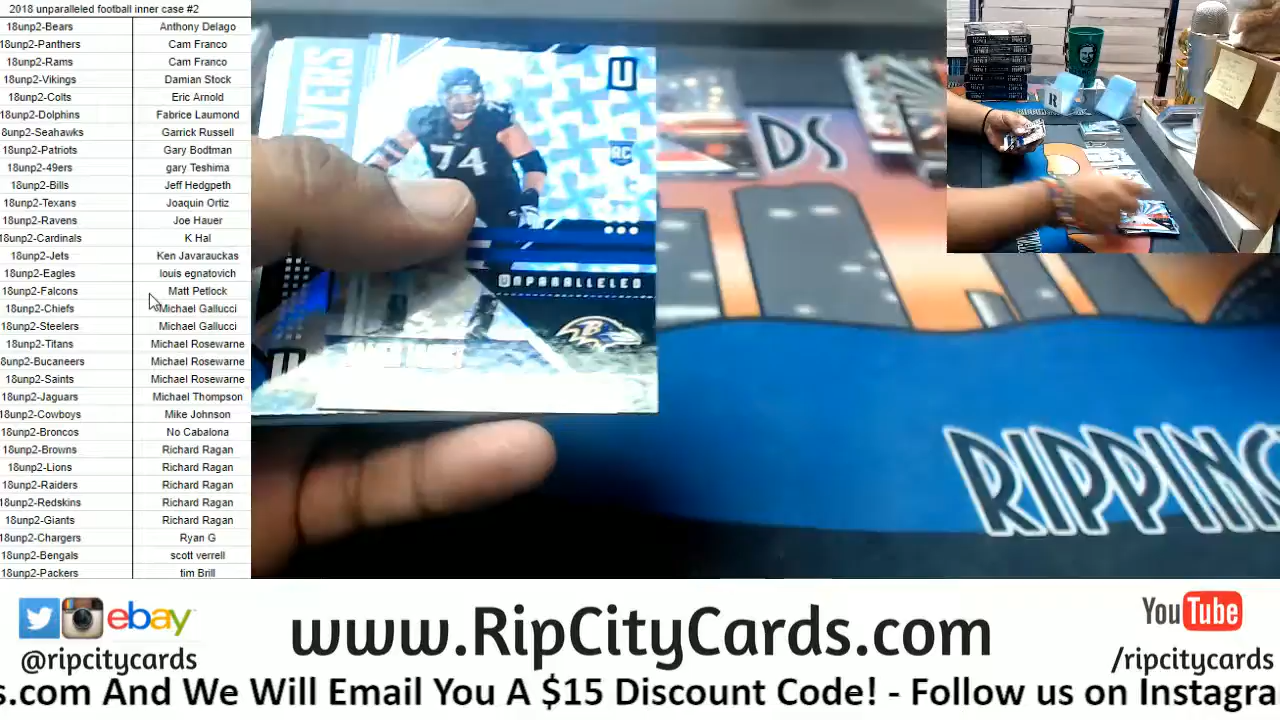 2018 unparalleled football inner case #2
18unp2-Bears Anthony Delago
18unp2-Panthers Cam Franco
18unp2-Rams Cam Franco
18unp2-Vikings Damian Stock
18unp2-Colts Eric Arnold
18unp2-Dolphins Fabrice Laumond
18unp2-Seahawks Garrick Russell
18unp2-Patriots Gary Bodtman
18unp2-49ers gary Teshima
18unp2-Bills Jeff Hedgpeth
18unp2-Texans Joaquin Ortiz
18unp2-Ravens Joe Hauer
18unp2-Cardinals K Hal
18unp2-Jets Ken Javarauckas
18unp2-Eagles louis egnatovich
18unp2-Falcons Matt Petlock
18unp2-Chiefs Michael Gallucci
18unp2-Steelers Michael Gallucci
18unp2-Titans Michael Rosewarne
18unp2-Bucaneers Michael Rosewarne
18unp2-Saints Michael Rosewarne
18unp2-Jaguars Michael Thompson
18unp2-Cowboys Mike Johnson
18unp2-Broncos No Cabalona
18unp2-Browns Richard Ragan
18unp2-Lions Richard Ragan
18unp2-Raiders Richard Ragan
18unp2-Redskins Richard Ragan
18unp2-Giants Richard Ragan
18unp2-Chargers Ryan G
18unp2-Bengals scott verrell
18unp2-Packers tim Brill
U
74
RC
UNPARALLELED
DS
R
RIPPING
ebay
@ripcitycards
www.RipCityCards.com
YouTube
/ripcitycards
s.com And We Will Email You A $15 Discount Code! - Follow us on Instagra